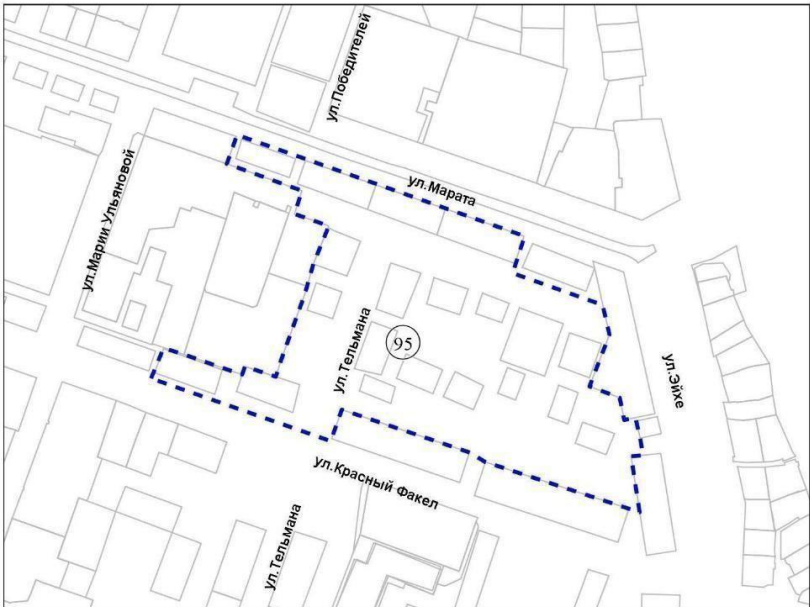 ул.Победителей
ул.Марии Ульяновой
ул.Марата
ул.Тельмана
95
ул.Эйхе
ул.Красный Факел
ул.Тельмана